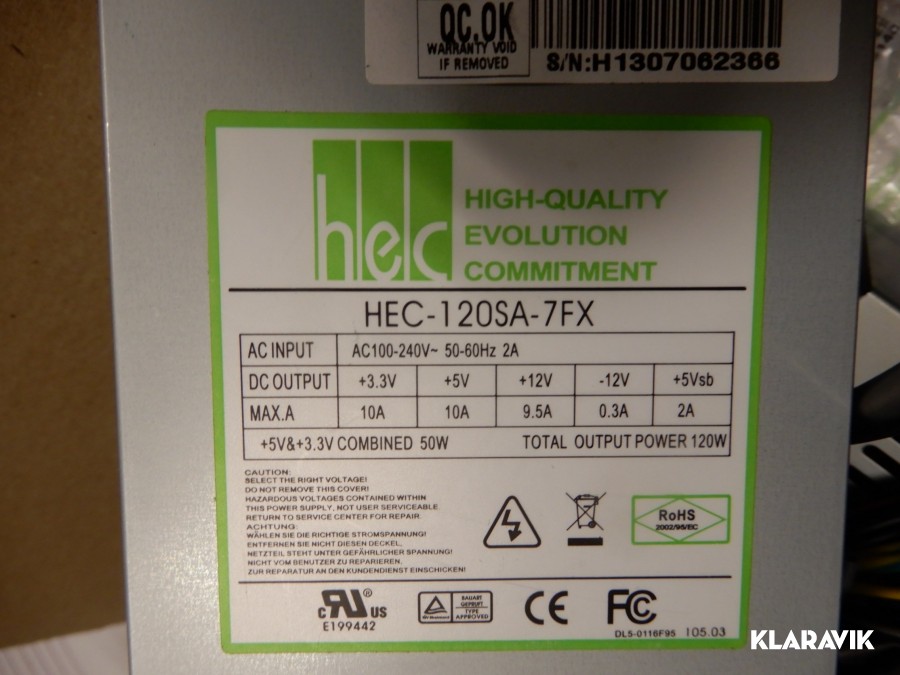 QC.OK
WARRANTY VOID
IF REMOVED
S/N:H1307062366
hec
HIGH-QUALITY
EVOLUTION
COMMITMENT
HEC-120SA-7FX
AC INPUT AC100-240V~ 50-60Hz 2A
DC OUTPUT +3.3V +5V +12V -12V +5Vsb
MAX.A 10A 10A 9.5A 0.3A 2A
+5V&+3.3V COMBINED 50W TOTAL OUTPUT POWER 120W
CAUTION:
SELECT THE RIGHT VOLTAGE!
DO NOT REMOVE THIS COVER!
HAZARDOUS VOLTAGES CONTAINED WITHIN
THIS POWER SUPPLY, NOT USER SERVICEABLE.
RETURN TO SERVICE CENTER FOR REPAIR.
ACHTUNG:
WÄHLEN SIE DIE RICHTIGE STROMSPANNUNG!
ENTFERNEN SIE NICHT DIESEN DECKEL,
NETZTEIL STEHT UNTER GEFÄHRLICHER SPANNUNG!
NICHT VOM BENUTZER ZU REPARIEREN.
ZUR REPARATUR AN DEN KUNDENDIENST EINSCHICKEN!
RoHS
2002/95/EC
c RU ® US
E199442
BAUART
GEPRÜFT
TYPE
APPROVED
CE
FC
DL5-0116F95 105.03
KLARAVIK